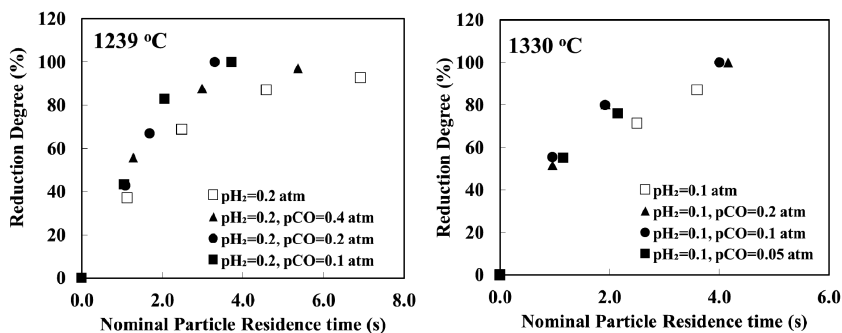 1239 °C
Reduction Degree (%)
120
100
80
60
40
20
0
pH₂=0.2 atm
pH₂=0.2, pCO=0.4 atm
pH₂=0.2, pCO=0.2 atm
pH₂=0.2, pCO=0.1 atm
0.0 2.0 4.0 6.0 8.0
Nominal Particle Residence time (s)
1330 °C
Reduction Degree (%)
120
100
80
60
40
20
0
pH₂=0.1 atm
pH₂=0.1, pCO=0.2 atm
pH₂=0.1, pCO=0.1 atm
pH₂=0.1, pCO=0.05 atm
0.0 2.0 4.0 6.0
Nominal Particle Residence time (s)